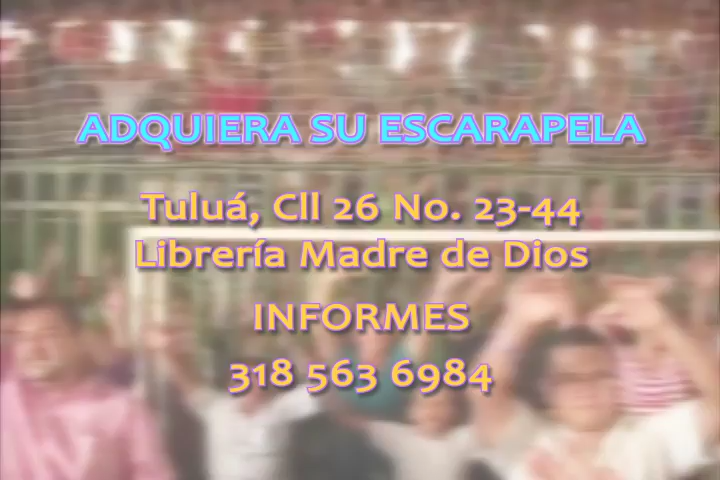 ADQUIERA SU ESCARAPELA
Tuluá, Cll 26 No. 23-44
Librería Madre de Dios
INFORMES
318 563 6984